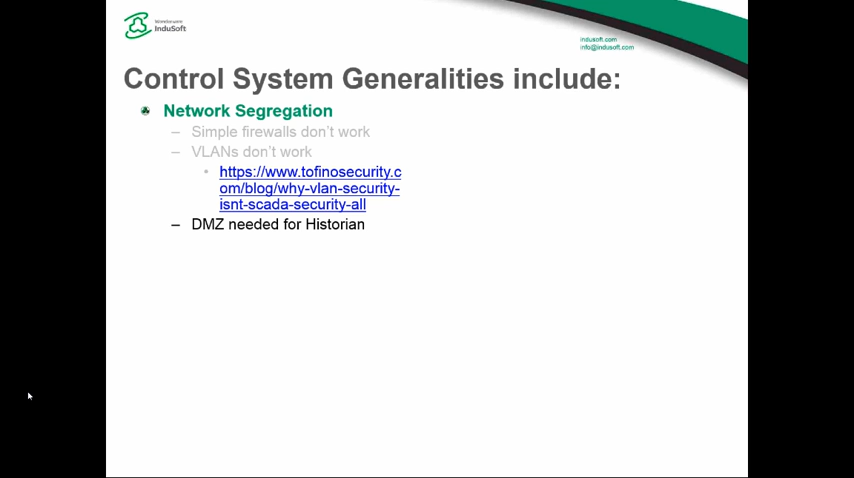 Wonderware
InduSoft
indusoft.com
info@indusoft.com
Control System Generalities include:
Network Segregation
– Simple firewalls don't work
– VLANs don't work
• https://www.tofinosecurity.c
om/blog/why-vlan-security-
isnt-scada-security-all
– DMZ needed for Historian